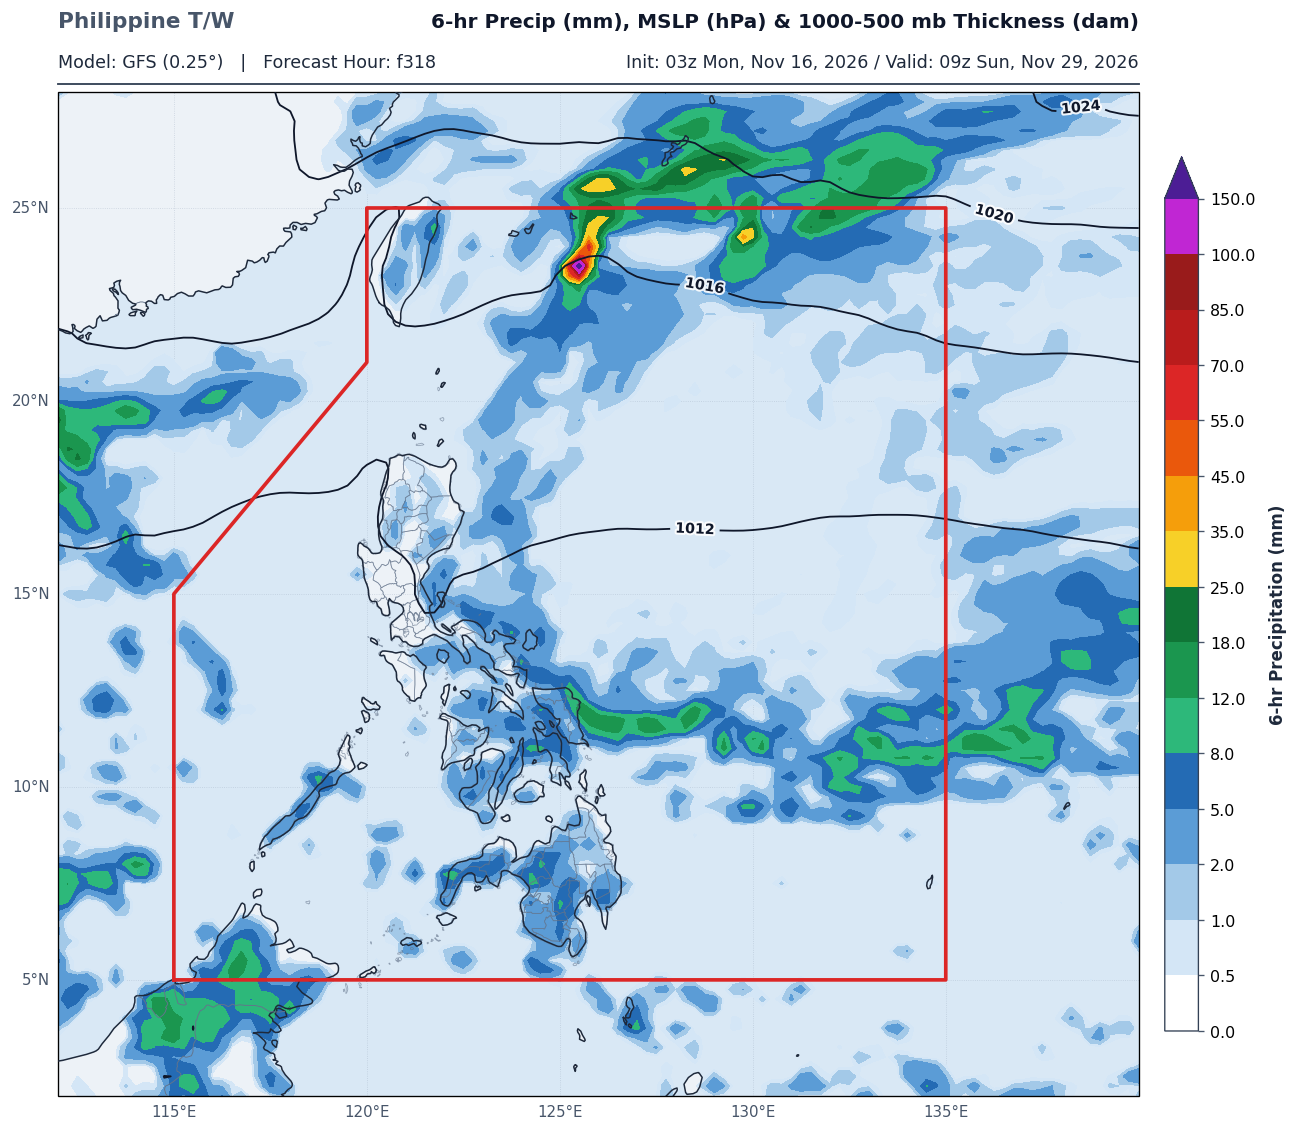 Philippine T/W
6-hr Precip (mm), MSLP (hPa) & 1000-500 mb Thickness (dam)
Model: GFS (0.25°) | Forecast Hour: f318
Init: 03z Mon, Nov 16, 2026 / Valid: 09z Sun, Nov 29, 2026
1024
1020
1016
1012
25°N
20°N
15°N
10°N
5°N
115°E
120°E
125°E
130°E
135°E
150.0
100.0
85.0
70.0
55.0
45.0
35.0
25.0
18.0
12.0
8.0
5.0
2.0
1.0
0.5
0.0
6-hr Precipitation (mm)